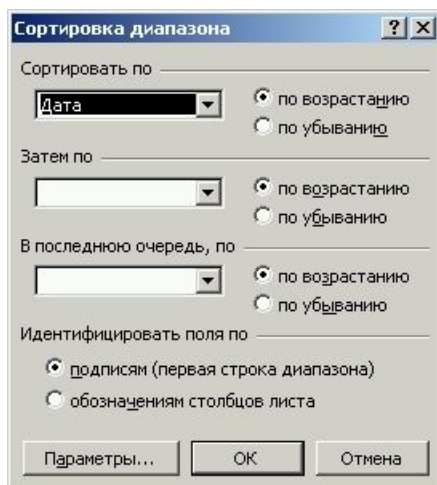 Сортировка диапазона
Сортировать по
Дата
по возрастанию
по убыванию
Затем по
по возрастанию
по убыванию
В последнюю очередь, по
по возрастанию
по убыванию
Идентифицировать поля по
подписям (первая строка диапазона)
обозначениям столбцов листа
Параметры... ОК Отмена